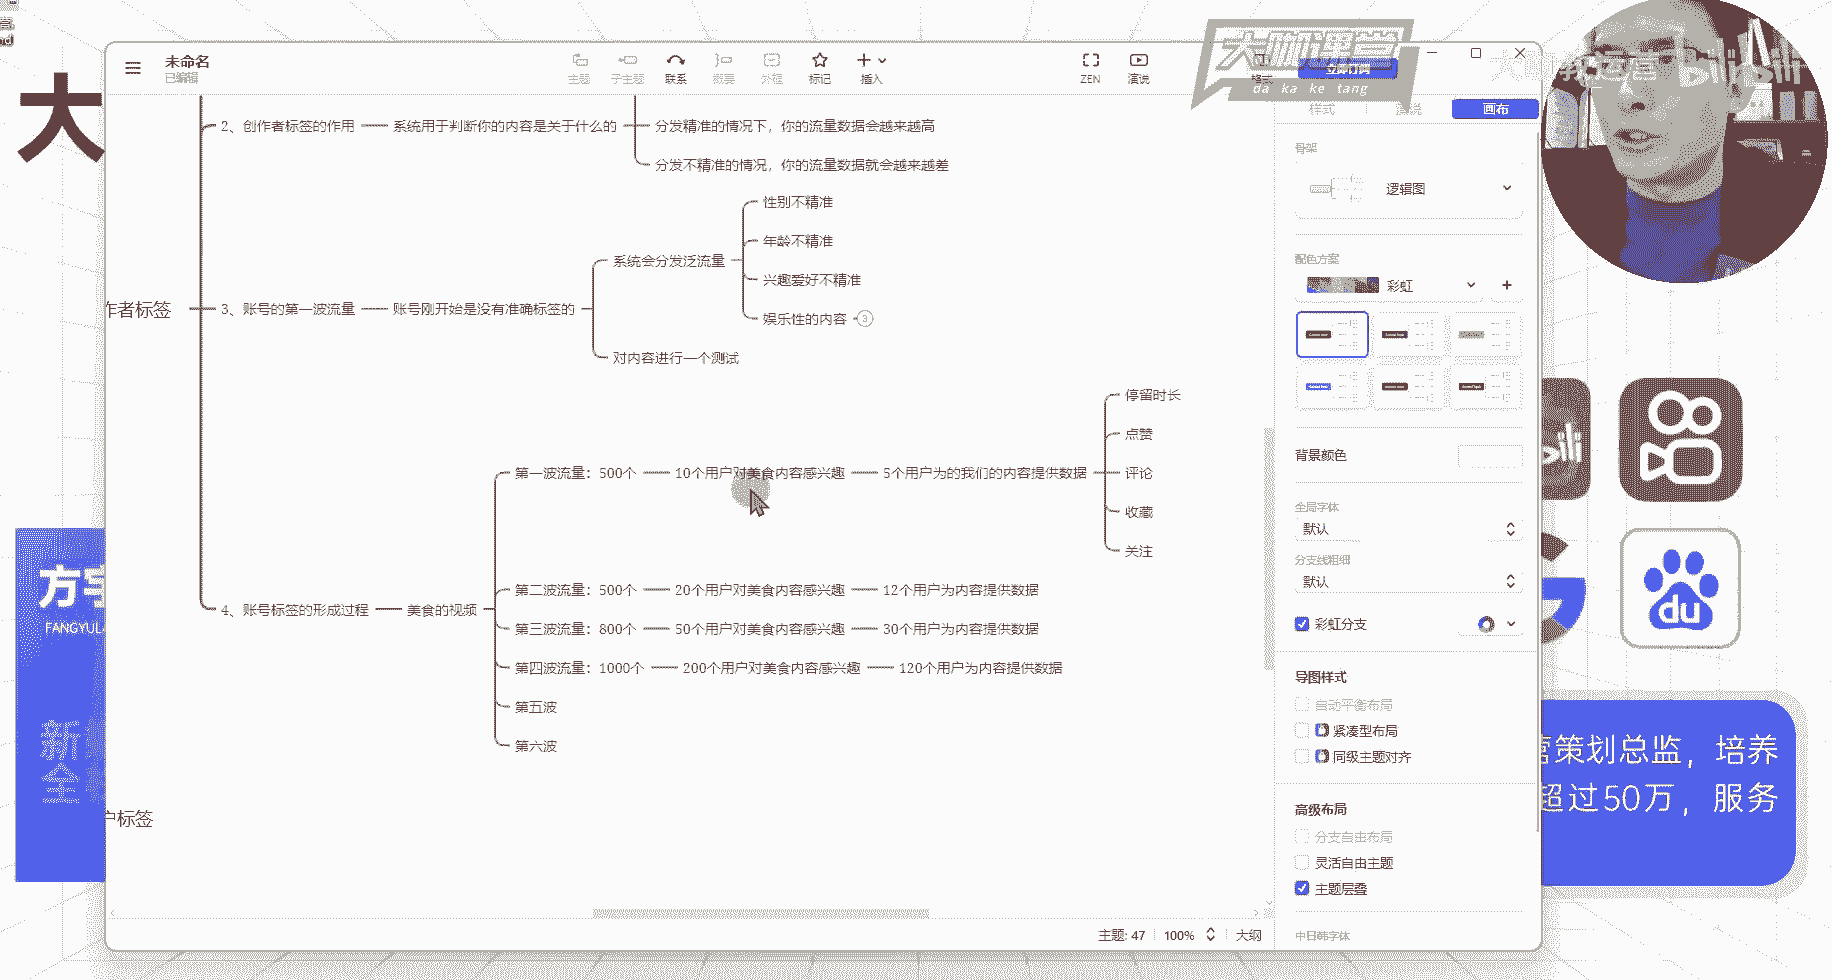 未命名
已编辑
主题
子主题
联系
概要
外框
标记
插入
ZEN
演说
格式
立即订购
大咖课堂
da ka ke tang
教运营
bilibili
样式
演说
画布
大
2、创作者标签的作用
系统用于判断你的内容是关于什么的
分发精准的情况下，你的流量数据会越来越高
分发不精准的情况，你的流量数据就会越来越差
作者标签
3、账号的第一波流量
账号刚开始是没有准确标签的
系统会分发泛流量
性别不精准
年龄不精准
兴趣爱好不精准
娱乐性的内容
3
对内容进行一个测试
4、账号标签的形成过程
美食的视频
第一波流量：500个
10个用户对美食内容感兴趣
5个用户为的我们的内容提供数据
停留时长
点赞
评论
收藏
关注
第二波流量：500个
20个用户对美食内容感兴趣
12个用户为内容提供数据
第三波流量：800个
50个用户对美食内容感兴趣
30个用户为内容提供数据
第四波流量：1000个
200个用户对美食内容感兴趣
120个用户为内容提供数据
第五波
第六波
户标签
骨架
逻辑图
配色方案
彩虹
背景颜色
全局字体
默认
分支线粗细
默认
彩虹分支
导图样式
自动平衡布局
紧凑型布局
同级主题对齐
高级布局
分支自由布局
灵活自由主题
主题层叠
中日韩字体
主题: 47
100%
大纲
FANGYULA
新
全
ili
du
营策划总监，培养
超过50万，服务